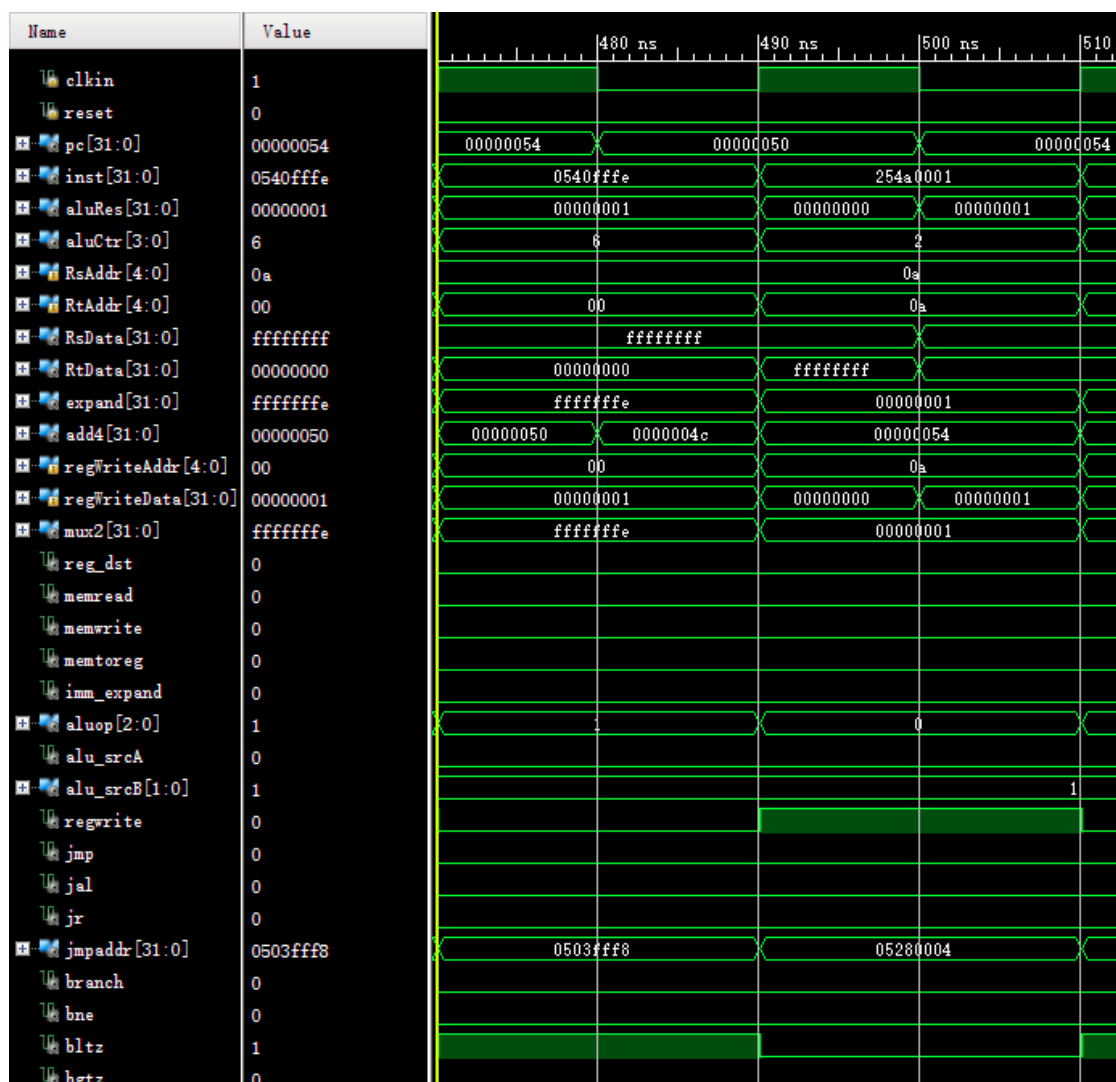 Name Value 480 ns 490 ns 500 ns 510
clkin 1
reset 0
pc[31:0] 00000054 00000054 00000050 00000054
inst[31:0] 0540fffe 0540fffe 254a0001
aluRes[31:0] 00000001 00000001 00000000 00000001
aluCtr[3:0] 6 6 2
RsAddr[4:0] 0a 0a
RtAddr[4:0] 00 00 0a
RsData[31:0] ffffffff ffffffff
RtData[31:0] 00000000 00000000 ffffffff
expand[31:0] fffffffe fffffffe 00000001
add4[31:0] 00000050 00000050 0000004c 00000054
regWriteAddr[4:0] 00 00 0a
regWriteData[31:0] 00000001 00000001 00000000 00000001
mux2[31:0] fffffffe fffffffe 00000001
reg_dst 0
memread 0
memwrite 0
memtoreg 0
imm_expand 0
aluop[2:0] 1 1 0
alu_srcA 0
alu_srcB[1:0] 1 1
regwrite 0
jmp 0
jal 0
jr 0
jmpaddr[31:0] 0503fff8 0503fff8 05280004
branch 0
bne 0
bltz 1
bgtz 0